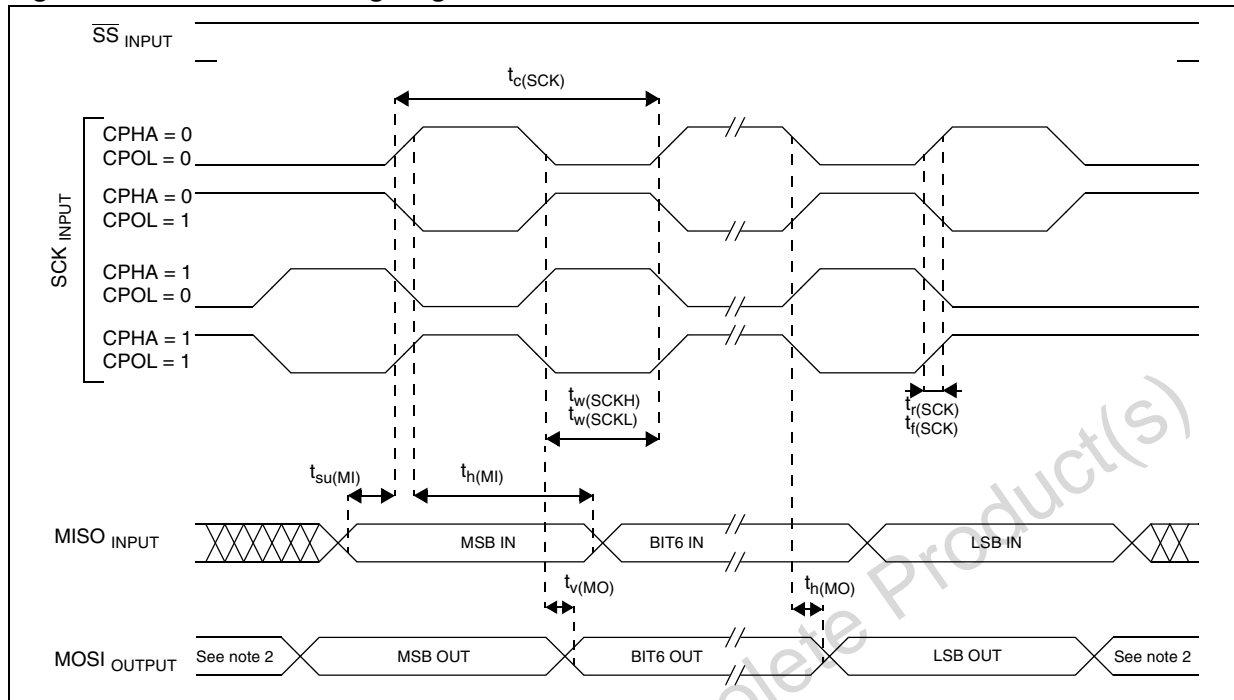 SS INPUT
tc(SCK)
SCK INPUT
CPHA = 0
CPOL = 0
CPHA = 0
CPOL = 1
CPHA = 1
CPOL = 0
CPHA = 1
CPOL = 1
tw(SCKH)
tw(SCKL)
tr(SCK)
tf(SCK)
tsu(MI)
th(MI)
MISO INPUT
MSB IN
BIT6 IN
LSB IN
tv(MO)
th(MO)
MOSI OUTPUT
See note 2
MSB OUT
BIT6 OUT
LSB OUT
See note 2
Product(s)